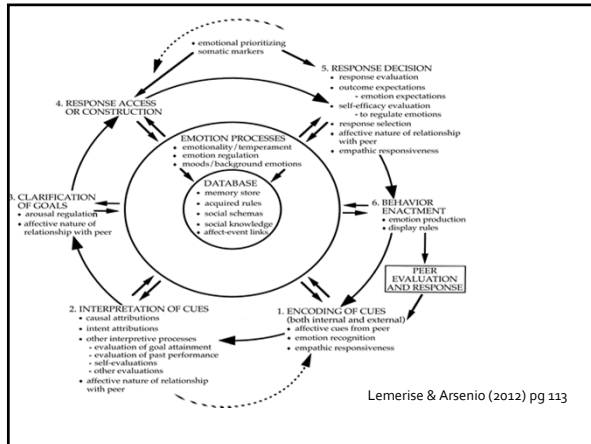 • emotional prioritizing
somatic markers
5. RESPONSE DECISION
• response evaluation
• outcome expectations
- emotion expectations
• self-efficacy evaluation
- to regulate emotions
• response selection
• affective nature of relationship
with peer
• empathic responsiveness
4. RESPONSE ACCESS
OR CONSTRUCTION
EMOTION PROCESSES
• emotionality/temperament
• emotion regulation
• moods/background emotions
DATABASE
• memory store
• acquired rules
• social schemas
• social knowledge
• affect-event links
3. CLARIFICATION
OF GOALS
• arousal regulation
• affective nature of
relationship with peer
6. BEHAVIOR
ENACTMENT
• emotion production
• display rules
PEER
EVALUATION
AND RESPONSE
2. INTERPRETATION OF CUES
• causal attributions
• intent attributions
• other interpretive processes
- evaluation of goal attainment
- evaluation of past performance
- self-evaluations
- other evaluations
• affective nature of relationship
with peer
1. ENCODING OF CUES
(both internal and external)
• affective cues from peer
• emotion recognition
• empathic responsiveness
Lemerise & Arsenio (2012) pg 113